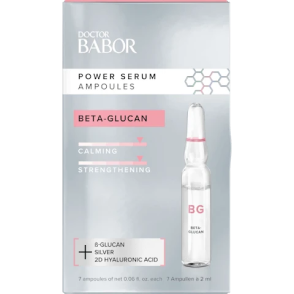 DOCTOR
BABOR
POWER SERUM
AMPOULES
BETA-GLUCAN
CALMING
STRENGTHENING
BG
BETA-
GLUCAN
+ ß-GLUCAN
SILVER
2D HYALURONIC ACID
7 ampoules of net 0.06 fl. oz. each 7 Ampullen à 2 ml